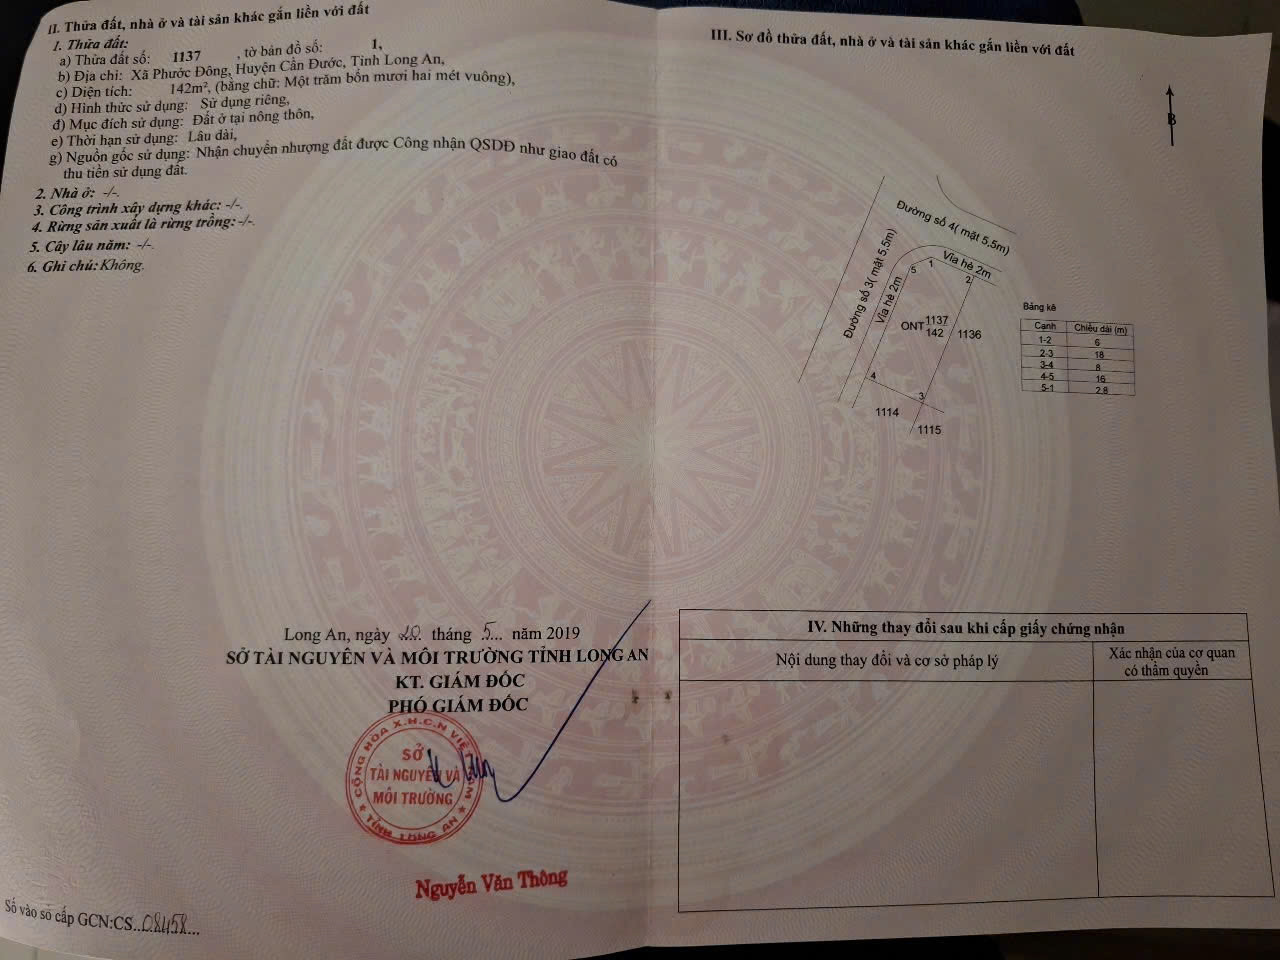 II. Thửa đất, nhà ở và tài sản khác gắn liền với đất
1. Thửa đất:
a) Thửa đất số: 1137 , tờ bản đồ số: 1,
b) Địa chỉ: Xã Phước Đông, Huyện Cần Đước, Tỉnh Long An,
c) Diện tích: 142m², (bằng chữ: Một trăm bốn mươi hai mét vuông),
d) Hình thức sử dụng: Sử dụng riêng,
đ) Mục đích sử dụng: Đất ở tại nông thôn,
e) Thời hạn sử dụng: Lâu dài,
g) Nguồn gốc sử dụng: Nhận chuyển nhượng đất được Công nhận QSDĐ như giao đất có
thu tiền sử dụng đất.
2. Nhà ở: -/-.
3. Công trình xây dựng khác: -/-.
4. Rừng sản xuất là rừng trồng: -/-.
5. Cây lâu năm: -/-.
6. Ghi chú: Không.
Long An, ngày 20 tháng 5... năm 2019
SỞ TÀI NGUYÊN VÀ MÔI TRƯỜNG TỈNH LONG AN
KT. GIÁM ĐỐC
PHÓ GIÁM ĐỐC
CỘNG HÒA X.H.C.N VIỆT NAM
SỞ
TÀI NGUYÊN VÀ
MÔI TRƯỜNG
TỈNH LONG AN
Nguyễn Văn Thông
Số vào sổ cấp GCN:CS..08458...
III. Sơ đồ thửa đất, nhà ở và tài sản khác gắn liền với đất
B
Đường số 4( mặt 5,5m)
Vỉa hè 2m
Đường số 3( mặt 5,5m)
Vỉa hè 2m
5
1
2
ONT 1137
142
1136
4
3
1114
1115
Bảng kê
Cạnh Chiều dài (m)
1-2 6
2-3 18
3-4 8
4-5 16
5-1 2.8
IV. Những thay đổi sau khi cấp giấy chứng nhận
Nội dung thay đổi và cơ sở pháp lý
Xác nhận của cơ quan
có thẩm quyền